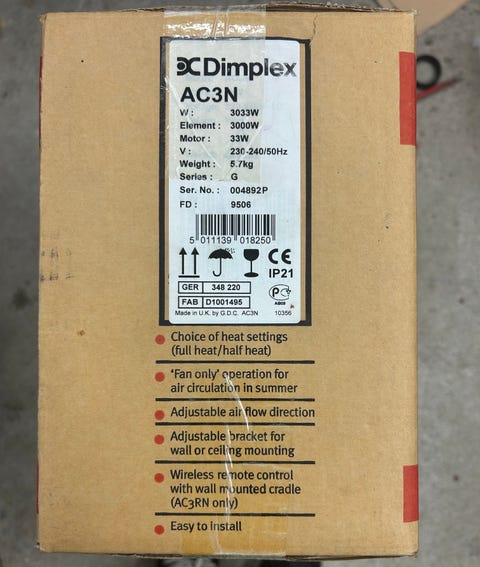 Dimplex
AC3N
W : 3033W
Element : 3000W
Motor : 33W
V : 230-240/50Hz
Weight : 5.7kg
Series : G
Ser. No. : 004892P
FD : 9506
5 011139 018250
CE
IP21
GER 348 220
FAB D1001495
Made in U.K. by G.D.C. AC3N 10356
Choice of heat settings
(full heat/half heat)
'Fan only' operation for
air circulation in summer
Adjustable air flow direction
Adjustable bracket for
wall or ceiling mounting
Wireless remote control
with wall mounted cradle
(AC3RN only)
Easy to install